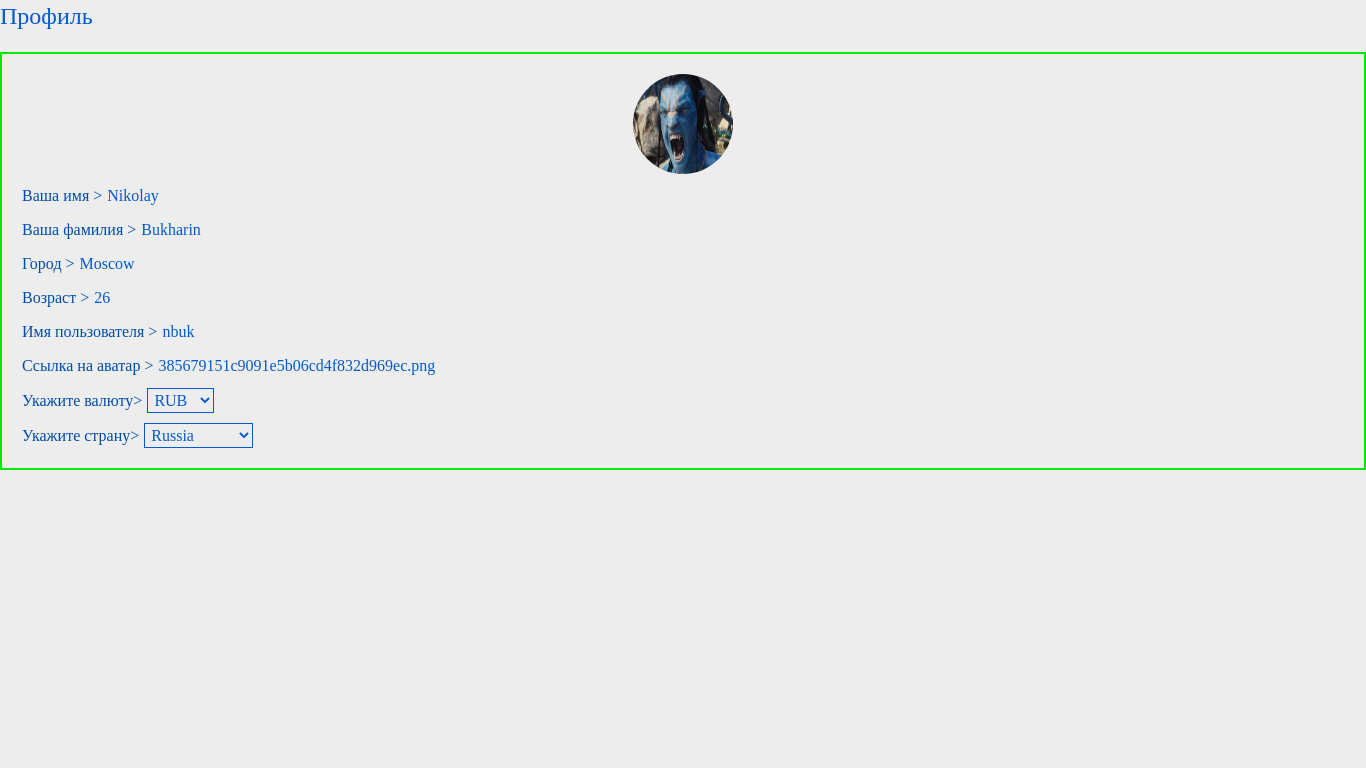 Профиль
Ваша имя > Nikolay
Ваша фамилия > Bukharin
Город > Moscow
Возраст > 26
Имя пользователя > nbuk
Ссылка на аватар > 385679151c9091e5b06cd4f832d969ec.png
Укажите валюту> RUB
Укажите страну> Russia